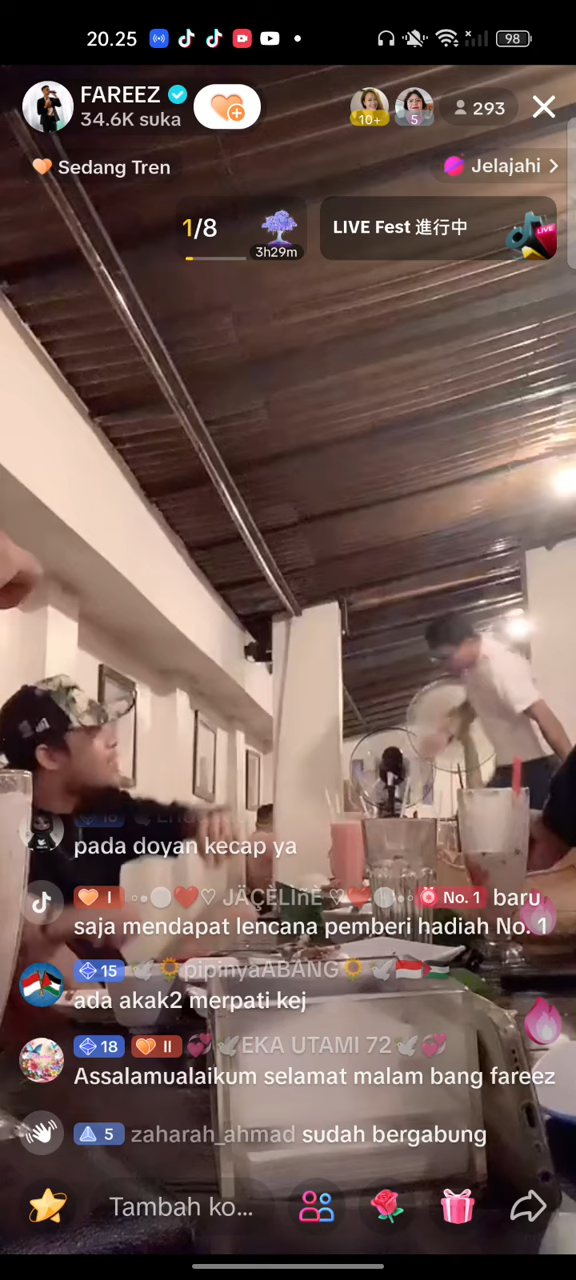 20.25
98
FAREEZ
34.6K suka
10+
5
293
Sedang Tren
Jelajahi >
1/8
3h29m
LIVE Fest 進行中
LIVE
pada doyan kecap ya
I ♡ JÄÇÈLIñÈ ♡ No. 1 baru
saja mendapat lencana pemberi hadiah No. 1
15 🕊🌻pipinyaABANG🌻🕊🇮🇩🇵🇸
ada akak2 merpati kej
18 II 💞🕊EKA UTAMI 72🕊💞
Assalamualaikum selamat malam bang fareez
5 zaharah_ahmad sudah bergabung
Tambah ko...